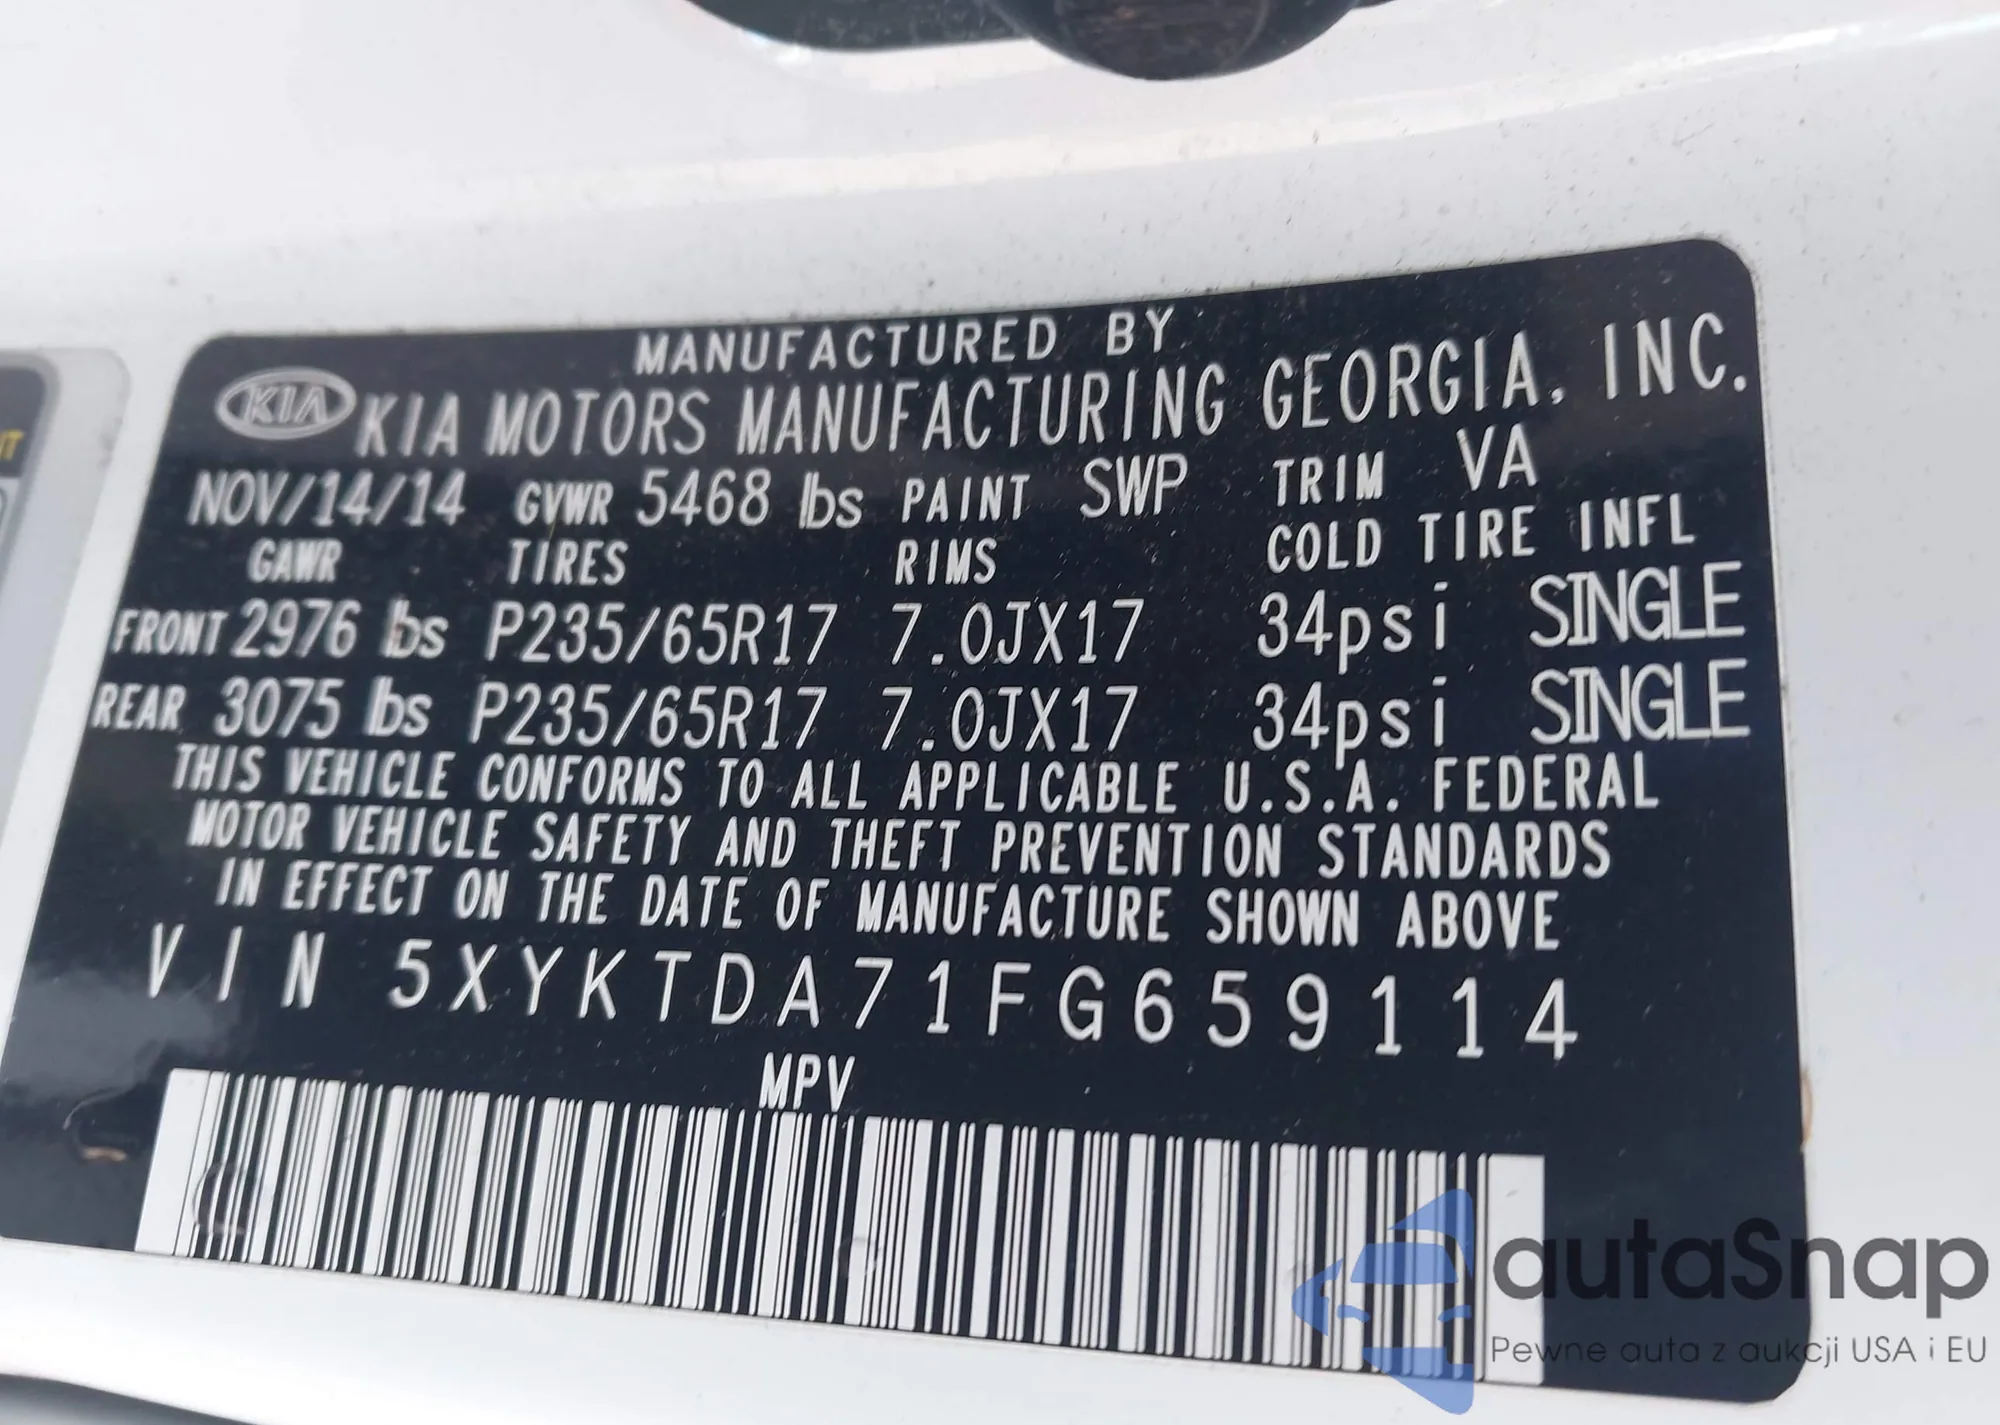 MANUFACTURED BY
KIA KIA MOTORS MANUFACTURING GEORGIA, INC.
NOV/14/14 GVWR 5468 lbs PAINT SWP TRIM VA
GAWR TIRES RIMS COLD TIRE INFL
FRONT 2976 lbs P235/65R17 7.0JX17 34psi SINGLE
REAR 3075 lbs P235/65R17 7.0JX17 34psi SINGLE
THIS VEHICLE CONFORMS TO ALL APPLICABLE U.S.A. FEDERAL
MOTOR VEHICLE SAFETY AND THEFT PREVENTION STANDARDS
IN EFFECT ON THE DATE OF MANUFACTURE SHOWN ABOVE
VIN 5XYKTDA71FG659114
MPV
autaSnap
Pewne auta z aukcji USA i EU